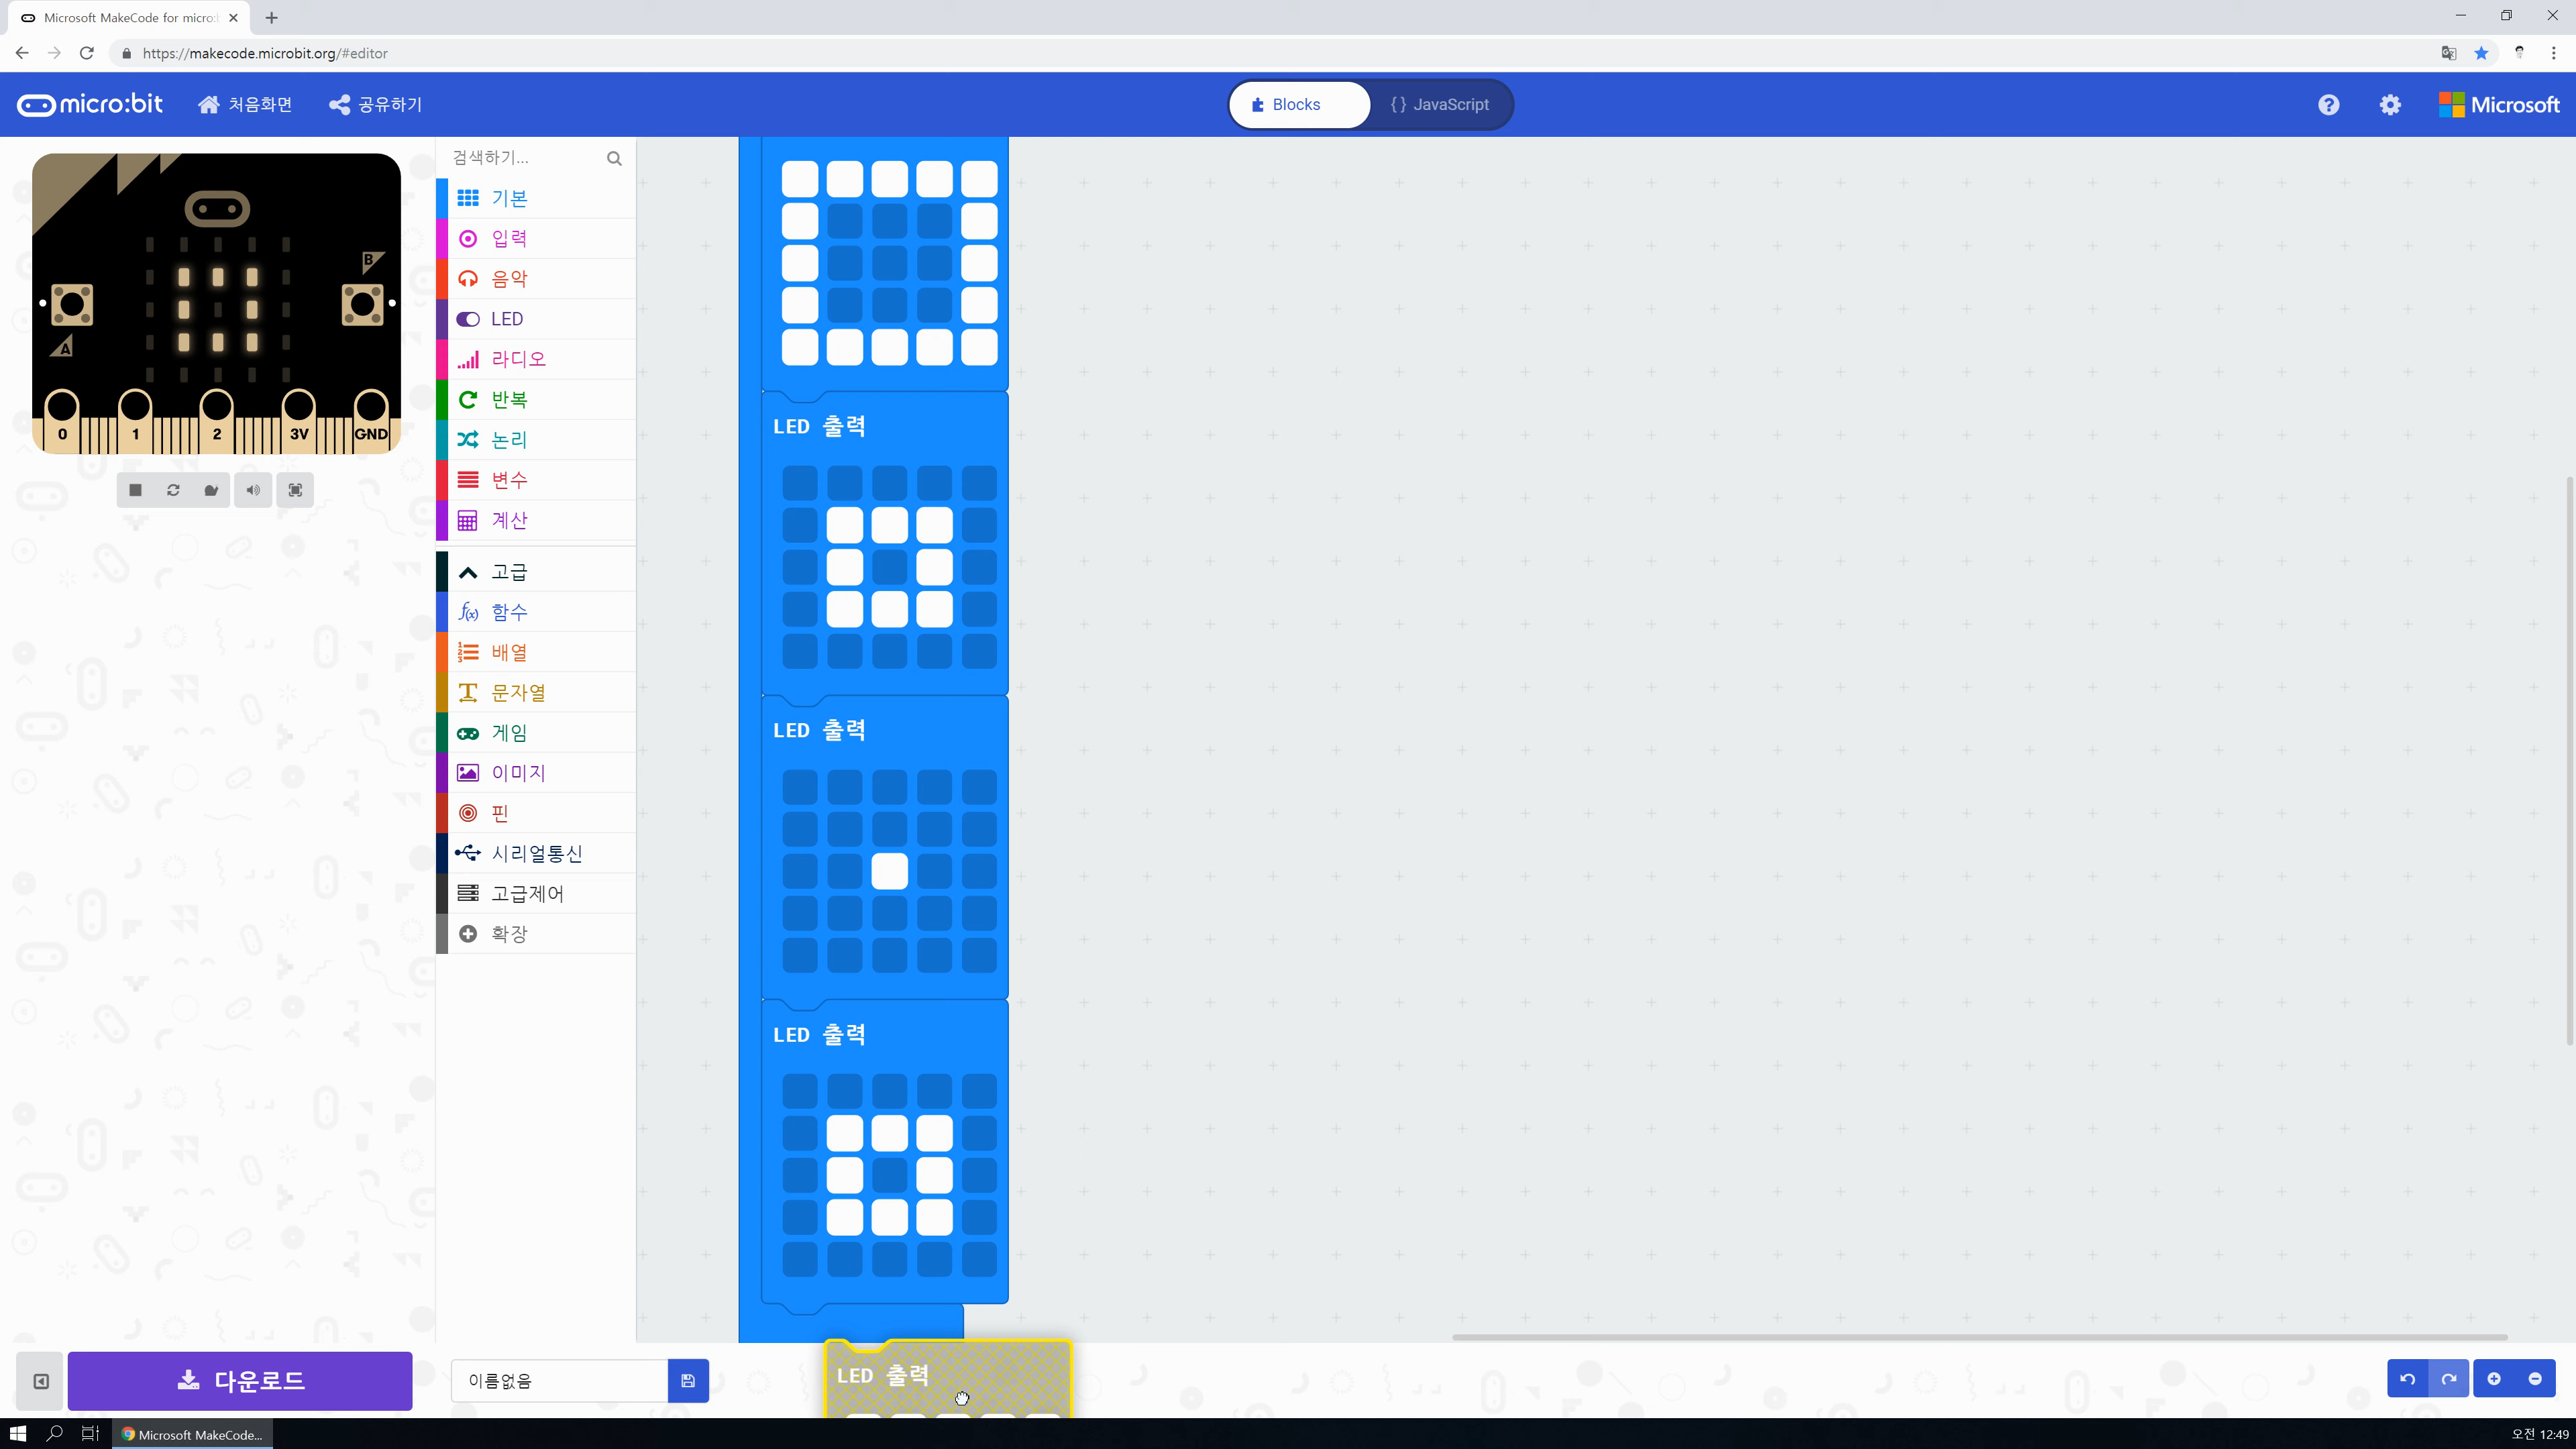 Microsoft MakeCode for micro:
https://makecode.microbit.org/#editor
micro:bit
처음화면
공유하기
Blocks
{} JavaScript
Microsoft
검색하기...
기본
입력
음악
LED
라디오
반복
논리
변수
계산
고급
함수
배열
문자열
게임
이미지
핀
시리얼통신
고급제어
확장
B
A
0
1
2
3V
GND
LED 출력
LED 출력
LED 출력
LED 출력
다운로드
이름없음
Microsoft MakeCode...
오전 12:49